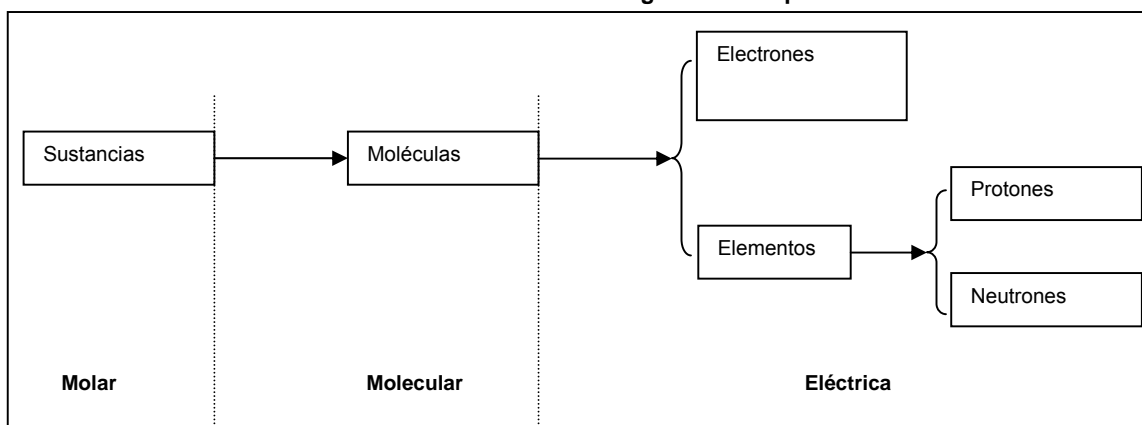 Electrones
Sustancias
Moléculas
Protones
Elementos
Neutrones
Molar
Molecular
Eléctrica